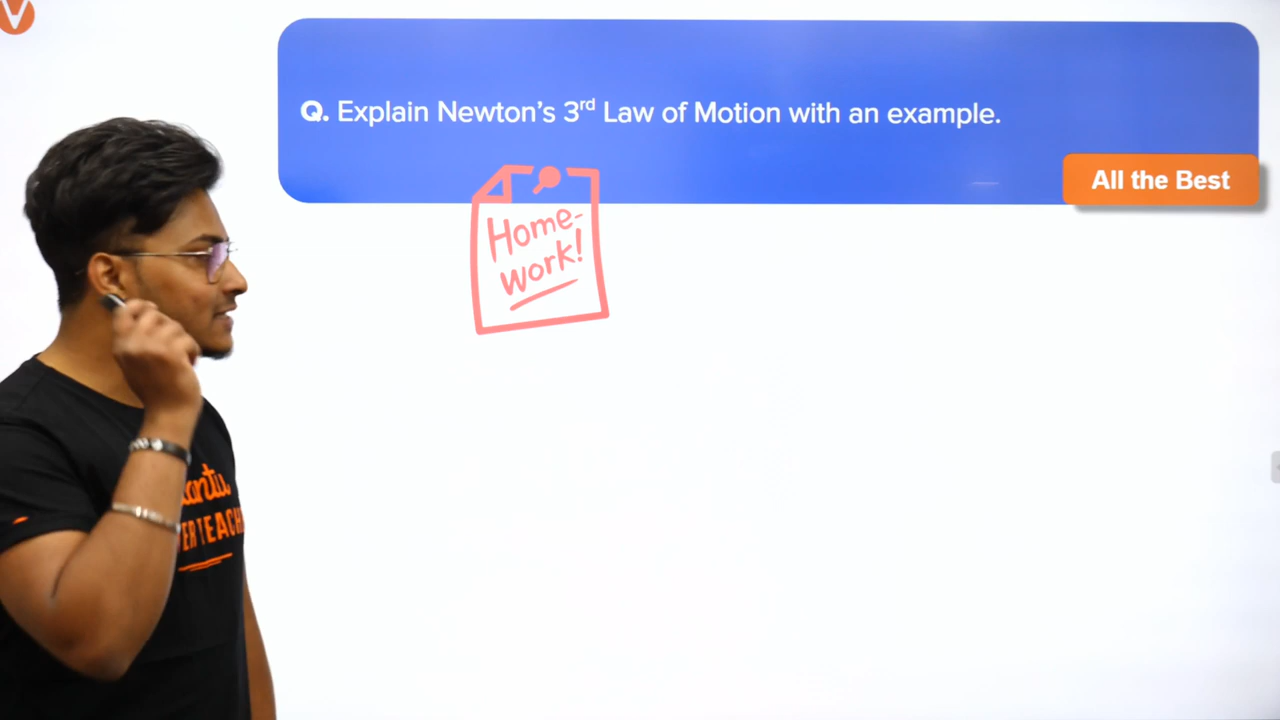 Q. Explain Newton's 3rd Law of Motion with an example.
All the Best
Home-
work!